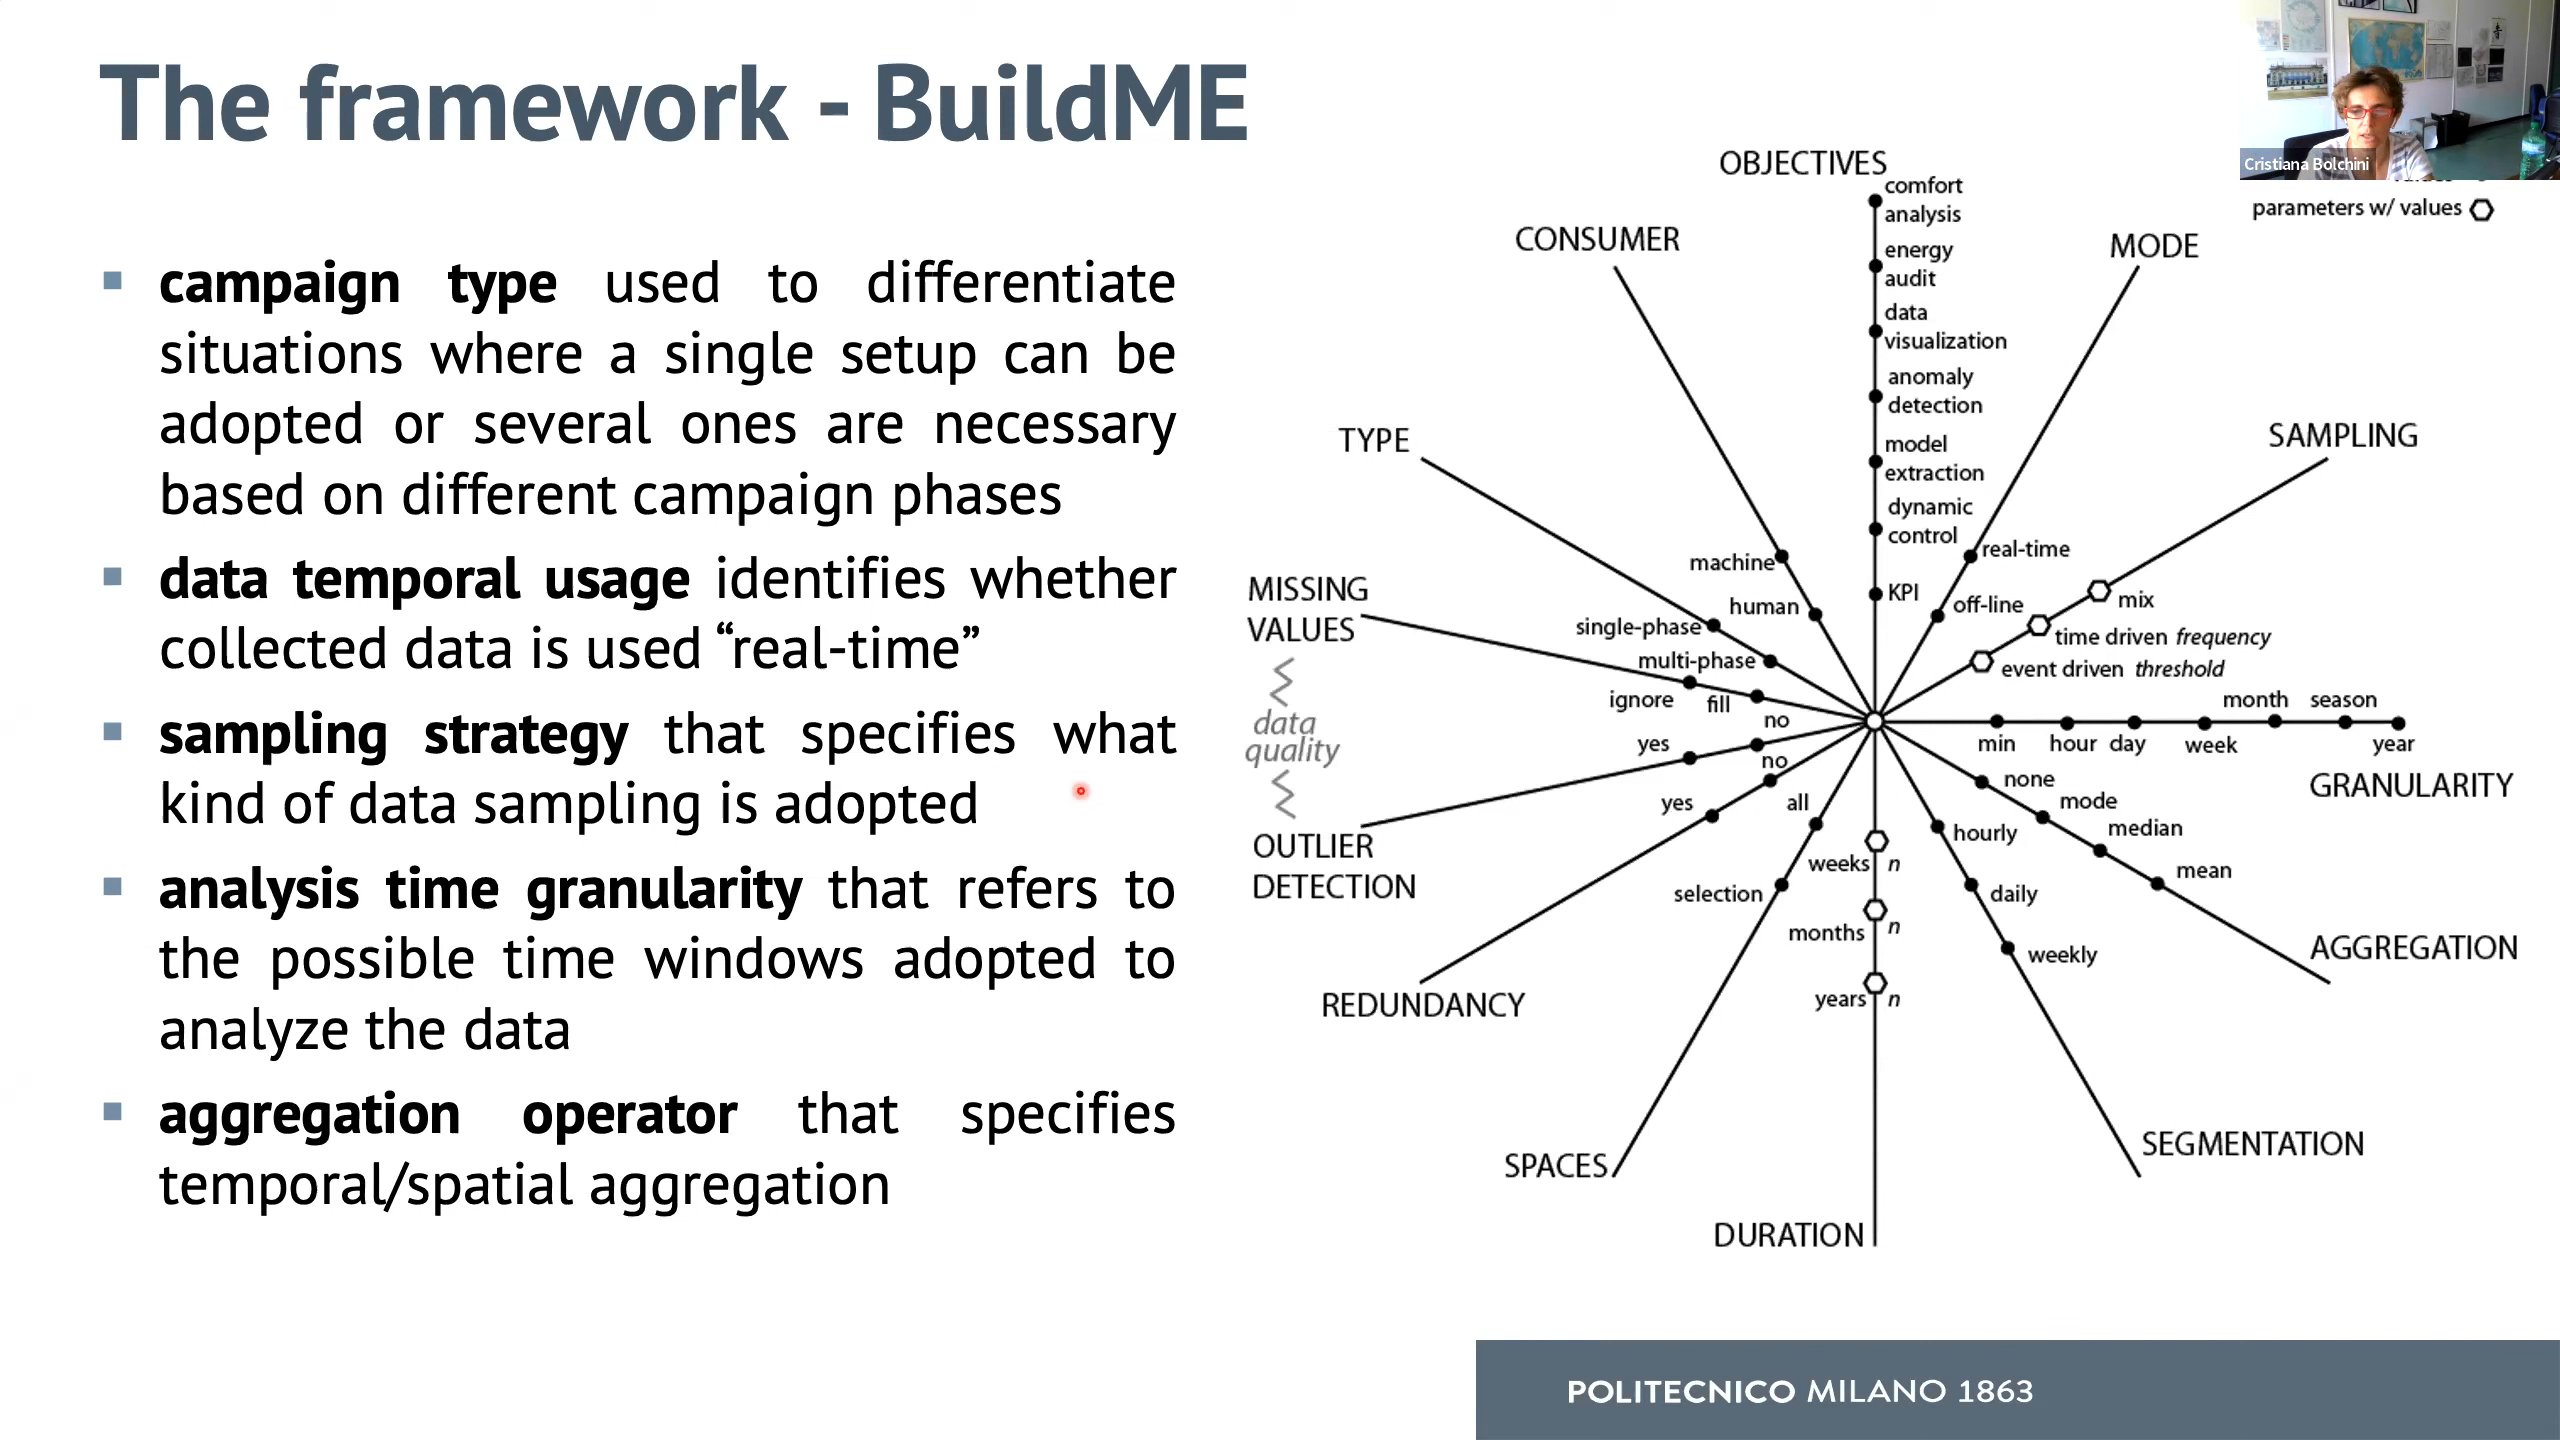 The framework - BuildME
campaign type used to differentiate
situations where a single setup can be
adopted or several ones are necessary
based on different campaign phases
data temporal usage identifies whether
collected data is used “real-time”
sampling strategy that specifies what
kind of data sampling is adopted
analysis time granularity that refers to
the possible time windows adopted to
analyze the data
aggregation operator that specifies
temporal/spatial aggregation
Cristiana Bolchini
parameters w/ values
OBJECTIVES
comfort
analysis
energy
audit
data
visualization
anomaly
detection
model
extraction
dynamic
control
KPI
MODE
real-time
off-line
SAMPLING
mix
time driven frequency
event driven threshold
month season
min hour day week year
GRANULARITY
none
mode
median
mean
AGGREGATION
hourly
daily
weekly
SEGMENTATION
weeks n
months n
years n
DURATION
all
selection
SPACES
no
yes
REDUNDANCY
no
yes
OUTLIER
DETECTION
data
quality
MISSING
VALUES
ignore fill
TYPE
single-phase
multi-phase
CONSUMER
machine
human
POLITECNICO MILANO 1863